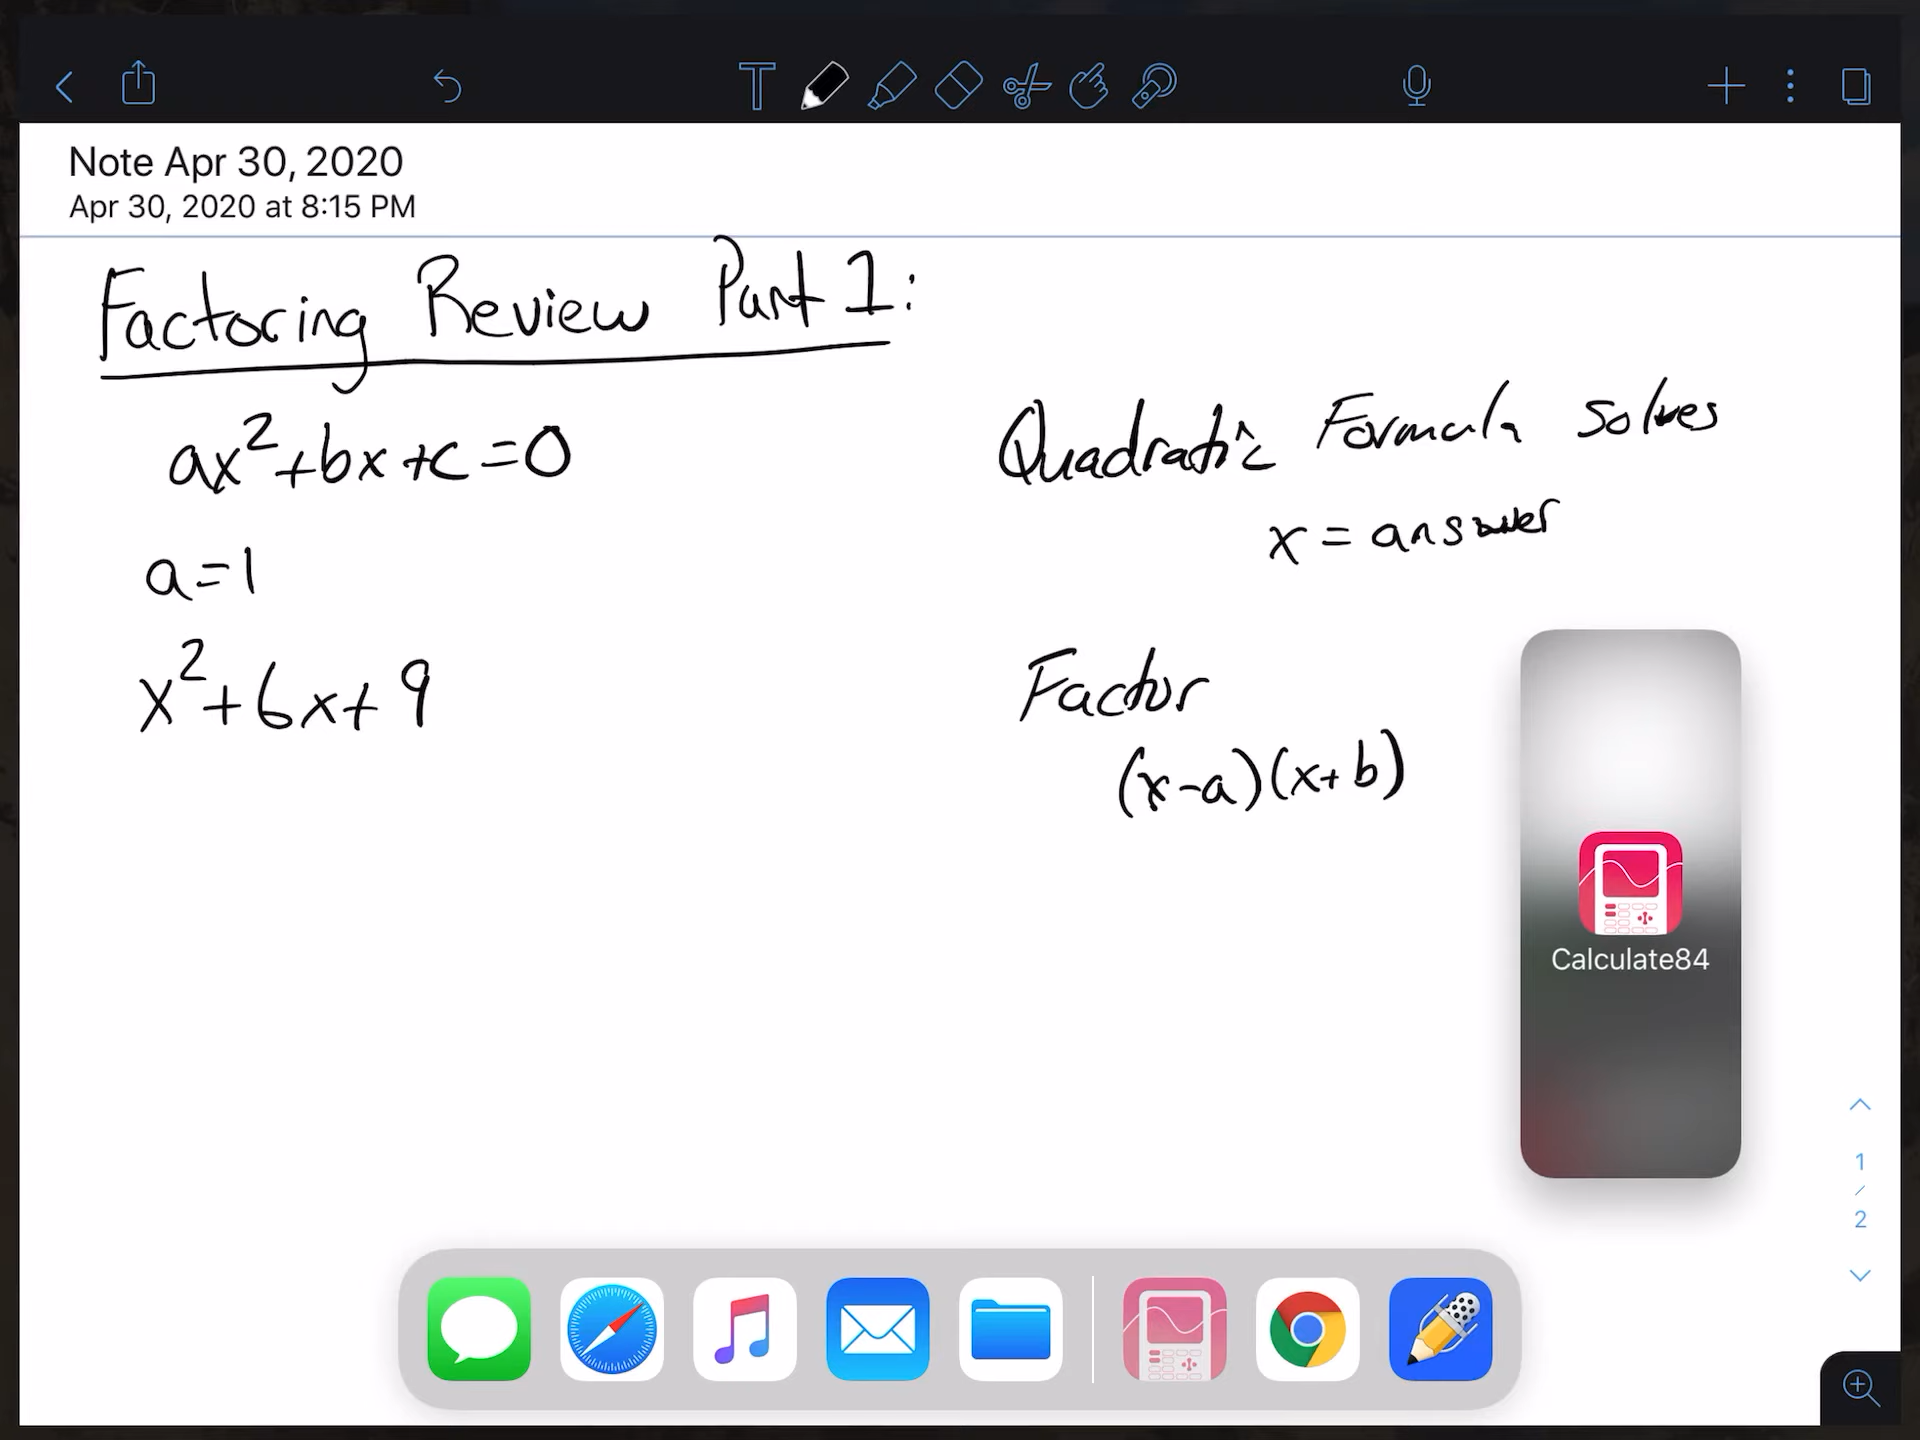 Note Apr 30, 2020
Apr 30, 2020 at 8:15 PM
Factoring Review Part 1:
ax²+bx+c=0
a=1
x²+6x+9
Quadratic Formula Solves
x = answer
Factor
(x-a)(x+b)
Calculate84
1
/
2